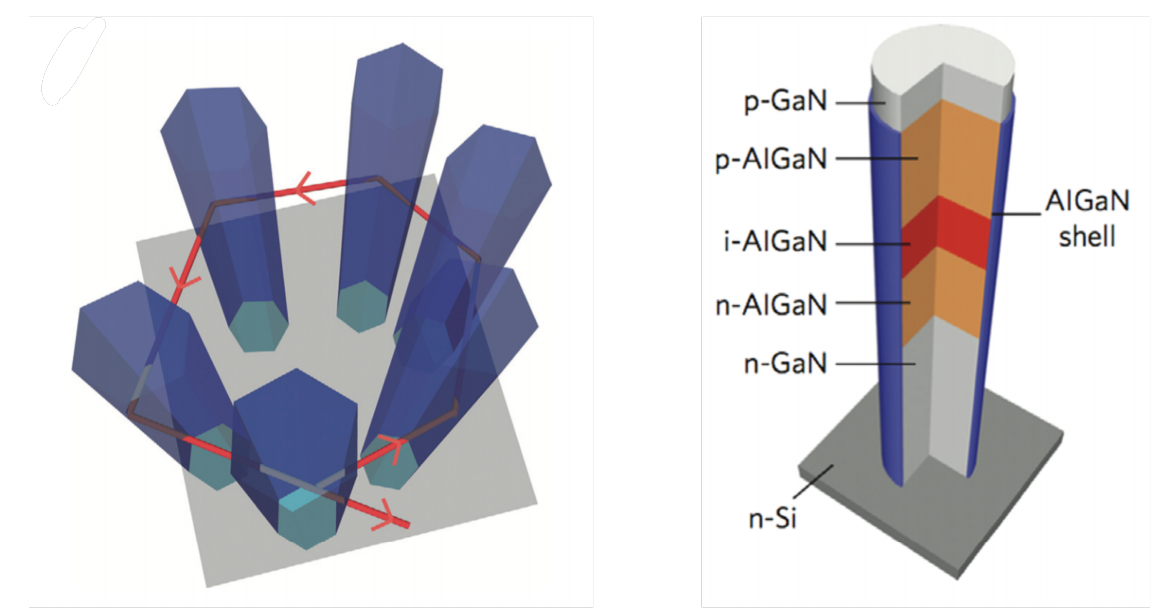 p-GaN
p-AlGaN
i-AlGaN
n-AlGaN
n-GaN
n-Si
AlGaN
shell